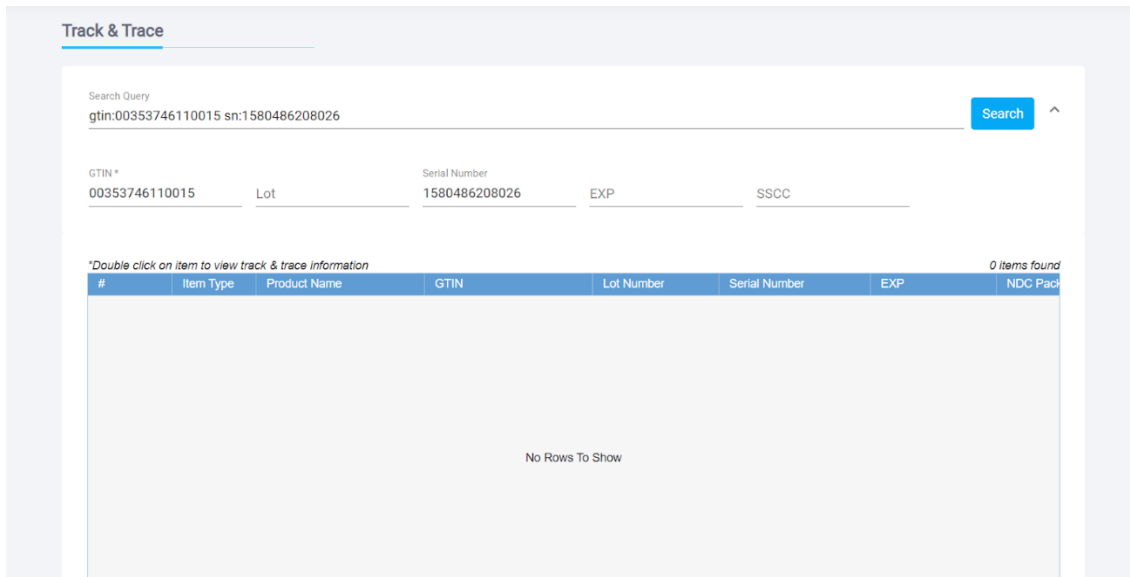 Track & Trace
Search Query
gtin:00353746110015 sn:1580486208026
Search
GTIN *
00353746110015
Lot
Serial Number
1580486208026
EXP
SSCC
*Double click on item to view track & trace information
0 items found
# Item Type Product Name GTIN Lot Number Serial Number EXP NDC Pack
No Rows To Show